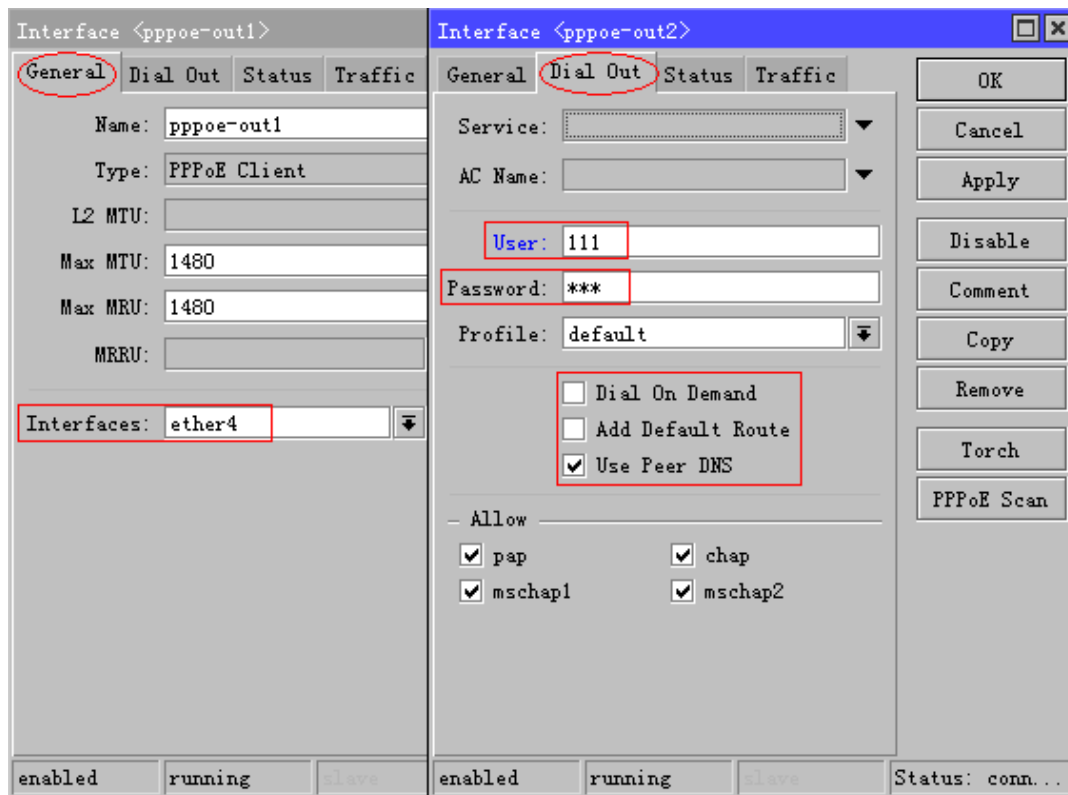 Interface <pppoe-out1>
General Dial Out Status Traffic
Name: pppoe-out1
Type: PPPoE Client
L2 MTU:
Max MTU: 1480
Max MRU: 1480
MRRU:
Interfaces: ether4
enabled running slave
Interface <pppoe-out2>
General Dial Out Status Traffic
Service:
AC Name:
User: 111
Password: ***
Profile: default
Dial On Demand
Add Default Route
Use Peer DNS
Allow
pap chap
mschap1 mschap2
OK
Cancel
Apply
Disable
Comment
Copy
Remove
Torch
PPPoE Scan
enabled running slave Status: conn...